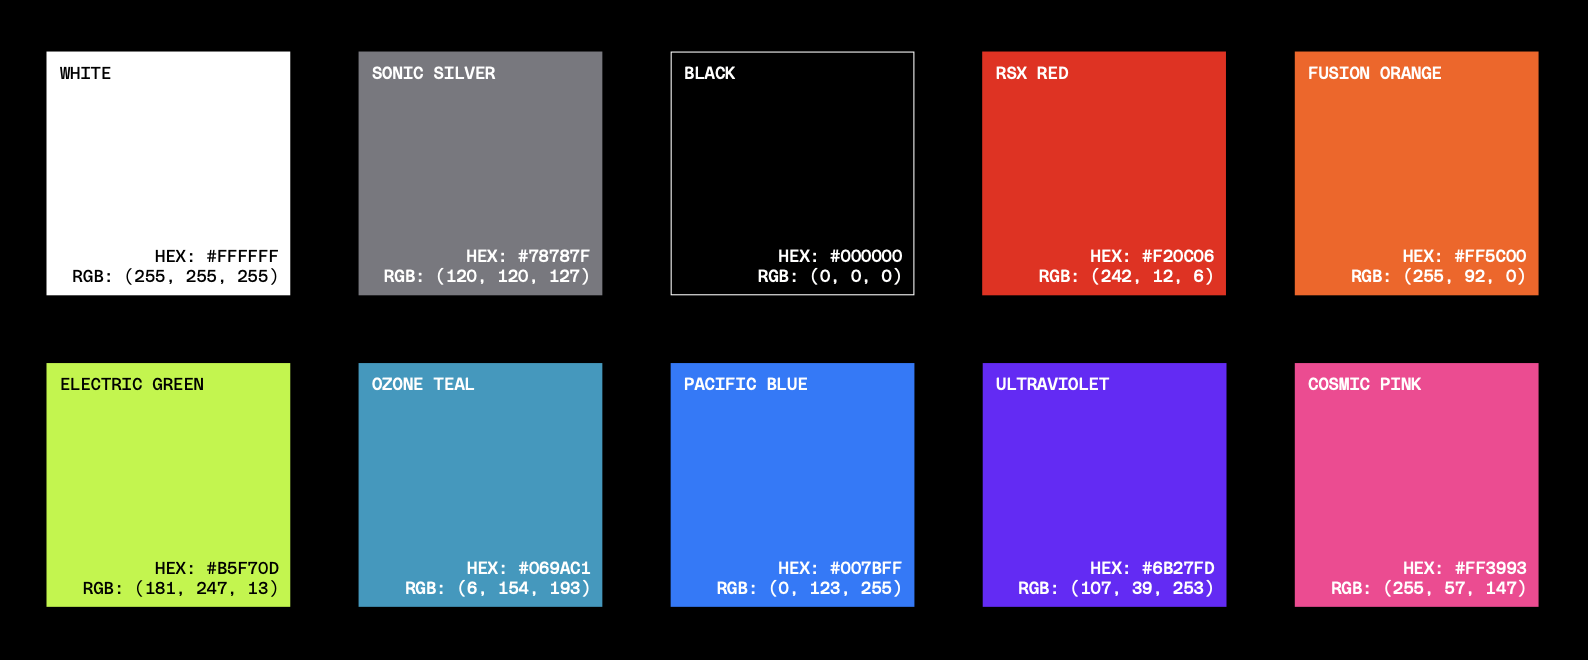 WHITE
HEX: #FFFFFF
RGB: (255, 255, 255)
SONIC SILVER
HEX: #78787F
RGB: (120, 120, 127)
BLACK
HEX: #000000
RGB: (0, 0, 0)
RSX RED
HEX: #F20C06
RGB: (242, 12, 6)
FUSION ORANGE
HEX: #FF5C00
RGB: (255, 92, 0)
ELECTRIC GREEN
HEX: #B5F70D
RGB: (181, 247, 13)
OZONE TEAL
HEX: #069AC1
RGB: (6, 154, 193)
PACIFIC BLUE
HEX: #007BFF
RGB: (0, 123, 255)
ULTRAVIOLET
HEX: #6B27FD
RGB: (107, 39, 253)
COSMIC PINK
HEX: #FF3993
RGB: (255, 57, 147)